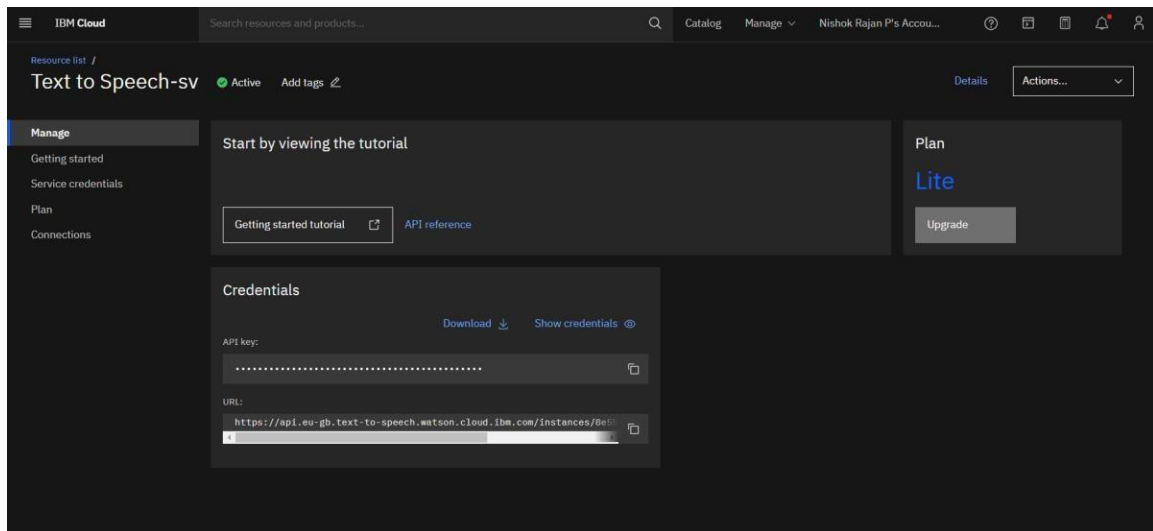 IBM Cloud
Search resources and products...
Catalog
Manage
Nishok Rajan P's Accou...
Resource list /
Text to Speech-sv
Active
Add tags
Details
Actions...
Manage
Getting started
Service credentials
Plan
Connections
Start by viewing the tutorial
Getting started tutorial
API reference
Plan
Lite
Upgrade
Credentials
Download
Show credentials
API key:
URL:
https://api.eu-gb.text-to-speech.watson.cloud.ibm.com/instances/